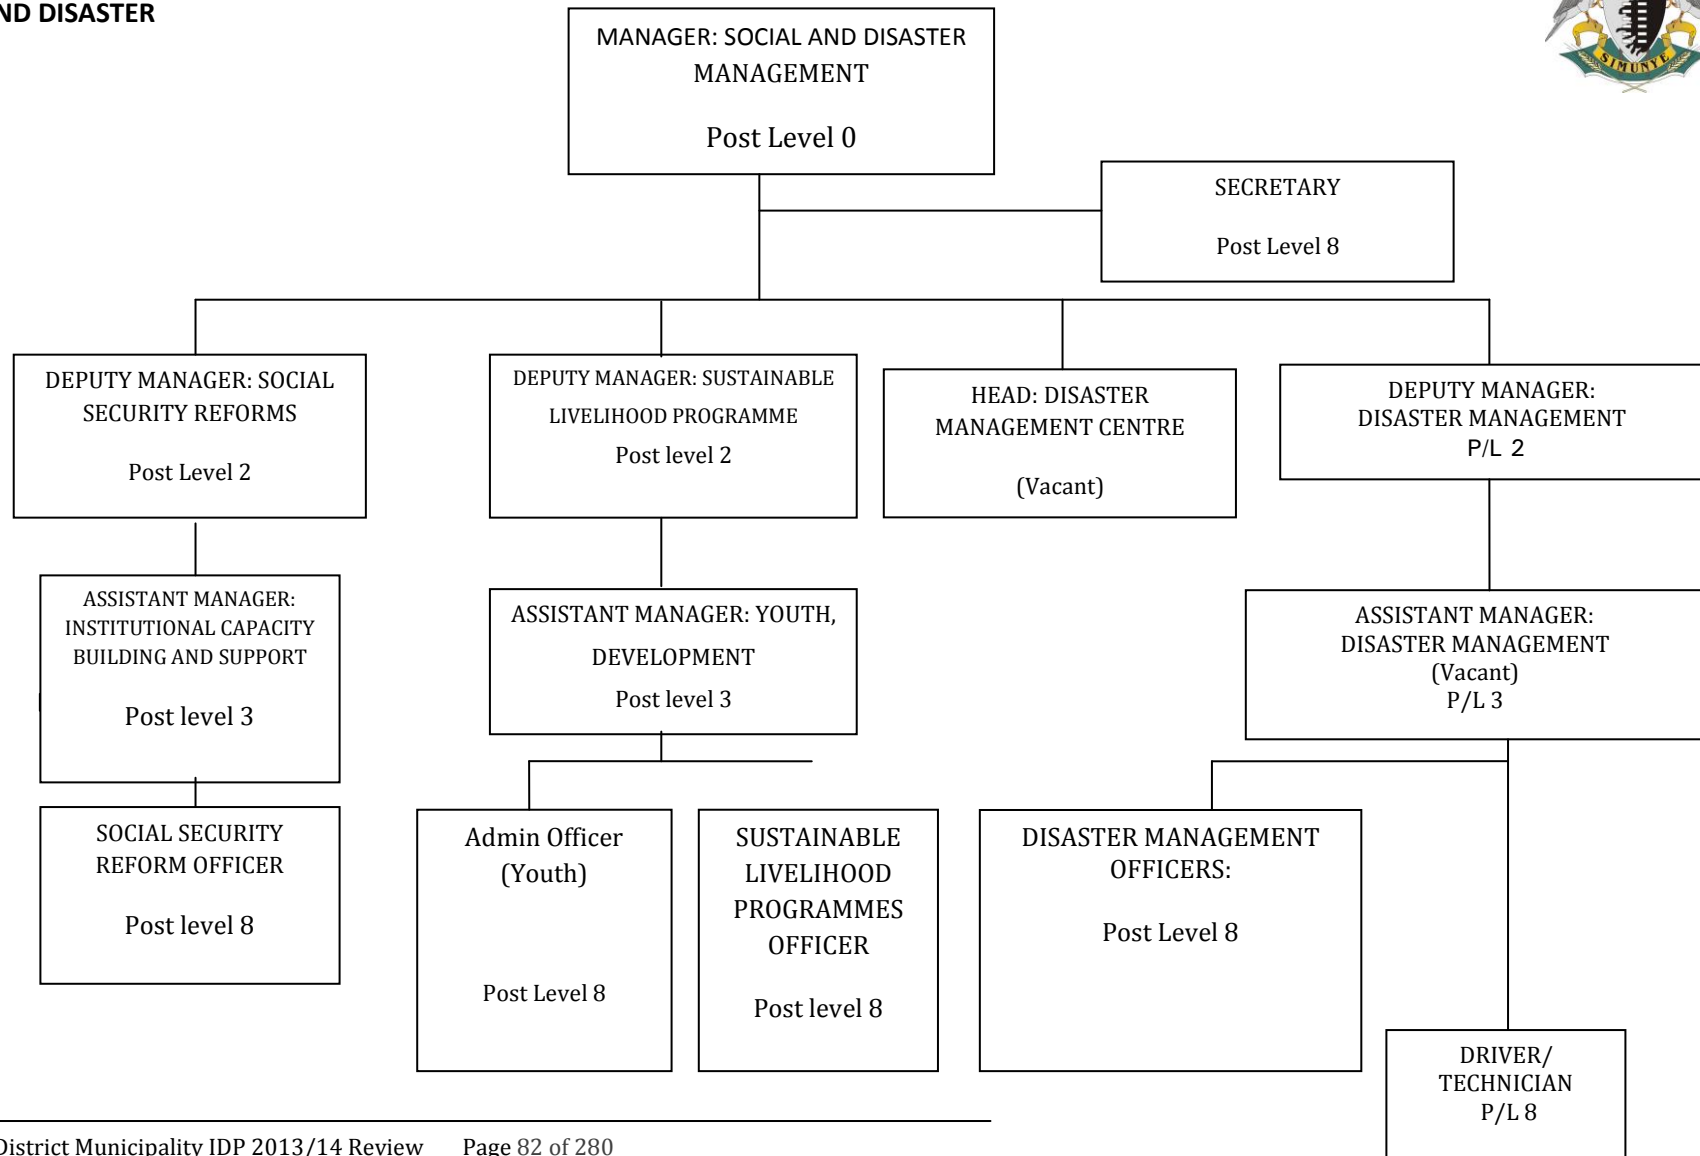 ND DISASTER
MANAGER: SOCIAL AND DISASTER
MANAGEMENT
Post Level 0
SIMUNYE
SECRETARY
Post Level 8
DEPUTY MANAGER: SOCIAL
SECURITY REFORMS
Post Level 2
DEPUTY MANAGER: SUSTAINABLE
LIVELIHOOD PROGRAMME
Post level 2
HEAD: DISASTER
MANAGEMENT CENTRE
(Vacant)
DEPUTY MANAGER:
DISASTER MANAGEMENT
P/L 2
ASSISTANT MANAGER:
INSTITUTIONAL CAPACITY
BUILDING AND SUPPORT
Post level 3
ASSISTANT MANAGER: YOUTH,
DEVELOPMENT
Post level 3
ASSISTANT MANAGER:
DISASTER MANAGEMENT
(Vacant)
P/L 3
SOCIAL SECURITY
REFORM OFFICER
Post level 8
Admin Officer
(Youth)
Post Level 8
SUSTAINABLE
LIVELIHOOD
PROGRAMMES
OFFICER
Post level 8
DISASTER MANAGEMENT
OFFICERS:
Post Level 8
DRIVER/
TECHNICIAN
P/L 8
District Municipality IDP 2013/14 Review Page 82 of 280